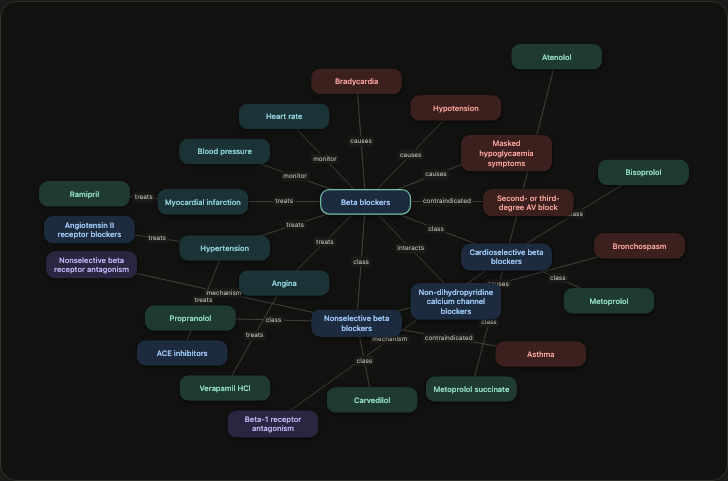 Atenolol
Bradycardia
Hypotension
Heart rate
causes
Masked
hypoglycaemia
symptoms
Blood pressure
monitor
causes
causes
Bisoprolol
monitor
Ramipril
treats
Myocardial infarction
treats
Beta blockers
contraindicated
Second- or third-
degree AV block
class
Angiotensin II
receptor blockers
treats
Hypertension
treats
treats
interacts
class
Cardioselective beta
blockers
Bronchospasm
Nonselective beta
receptor antagonism
class
Angina
class
causes
mechanism
treats
Non-dihydropyridine
calcium channel
blockers
Metoprolol
Propranolol
class
Nonselective beta
blockers
class
treats
mechanism
contraindicated
ACE inhibitors
class
Asthma
Verapamil HCl
Carvedilol
Metoprolol succinate
Beta-1 receptor
antagonism